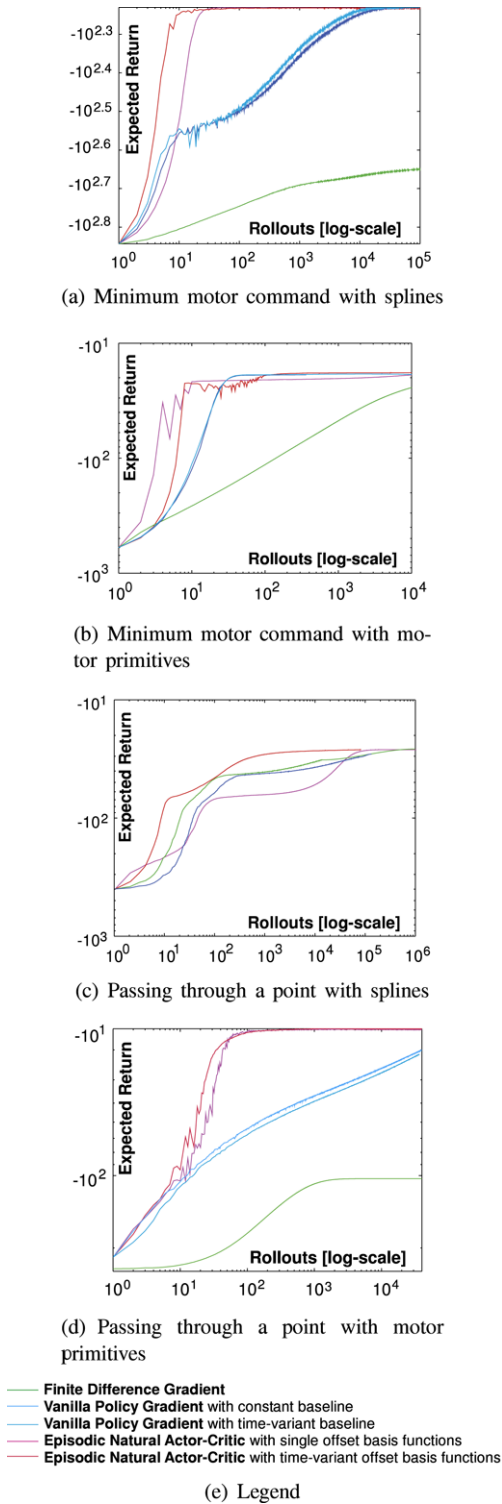 Expected Return
-10^2.3
-10^2.4
-10^2.5
-10^2.6
-10^2.7
-10^2.8
Rollouts [log-scale]
10^0 10^1 10^2 10^3 10^4 10^5
(a) Minimum motor command with splines
Expected Return
-10^1
-10^2
-10^3
Rollouts [log-scale]
10^0 10^1 10^2 10^3 10^4
(b) Minimum motor command with mo-
tor primitives
Expected Return
-10^1
-10^2
-10^3
Rollouts [log-scale]
10^0 10^1 10^2 10^3 10^4 10^5 10^6
(c) Passing through a point with splines
Expected Return
-10^1
-10^2
Rollouts [log-scale]
10^0 10^1 10^2 10^3 10^4
(d) Passing through a point with motor
primitives
Finite Difference Gradient
Vanilla Policy Gradient with constant baseline
Vanilla Policy Gradient with time-variant baseline
Episodic Natural Actor-Critic with single offset basis functions
Episodic Natural Actor-Critic with time-variant offset basis functions
(e) Legend